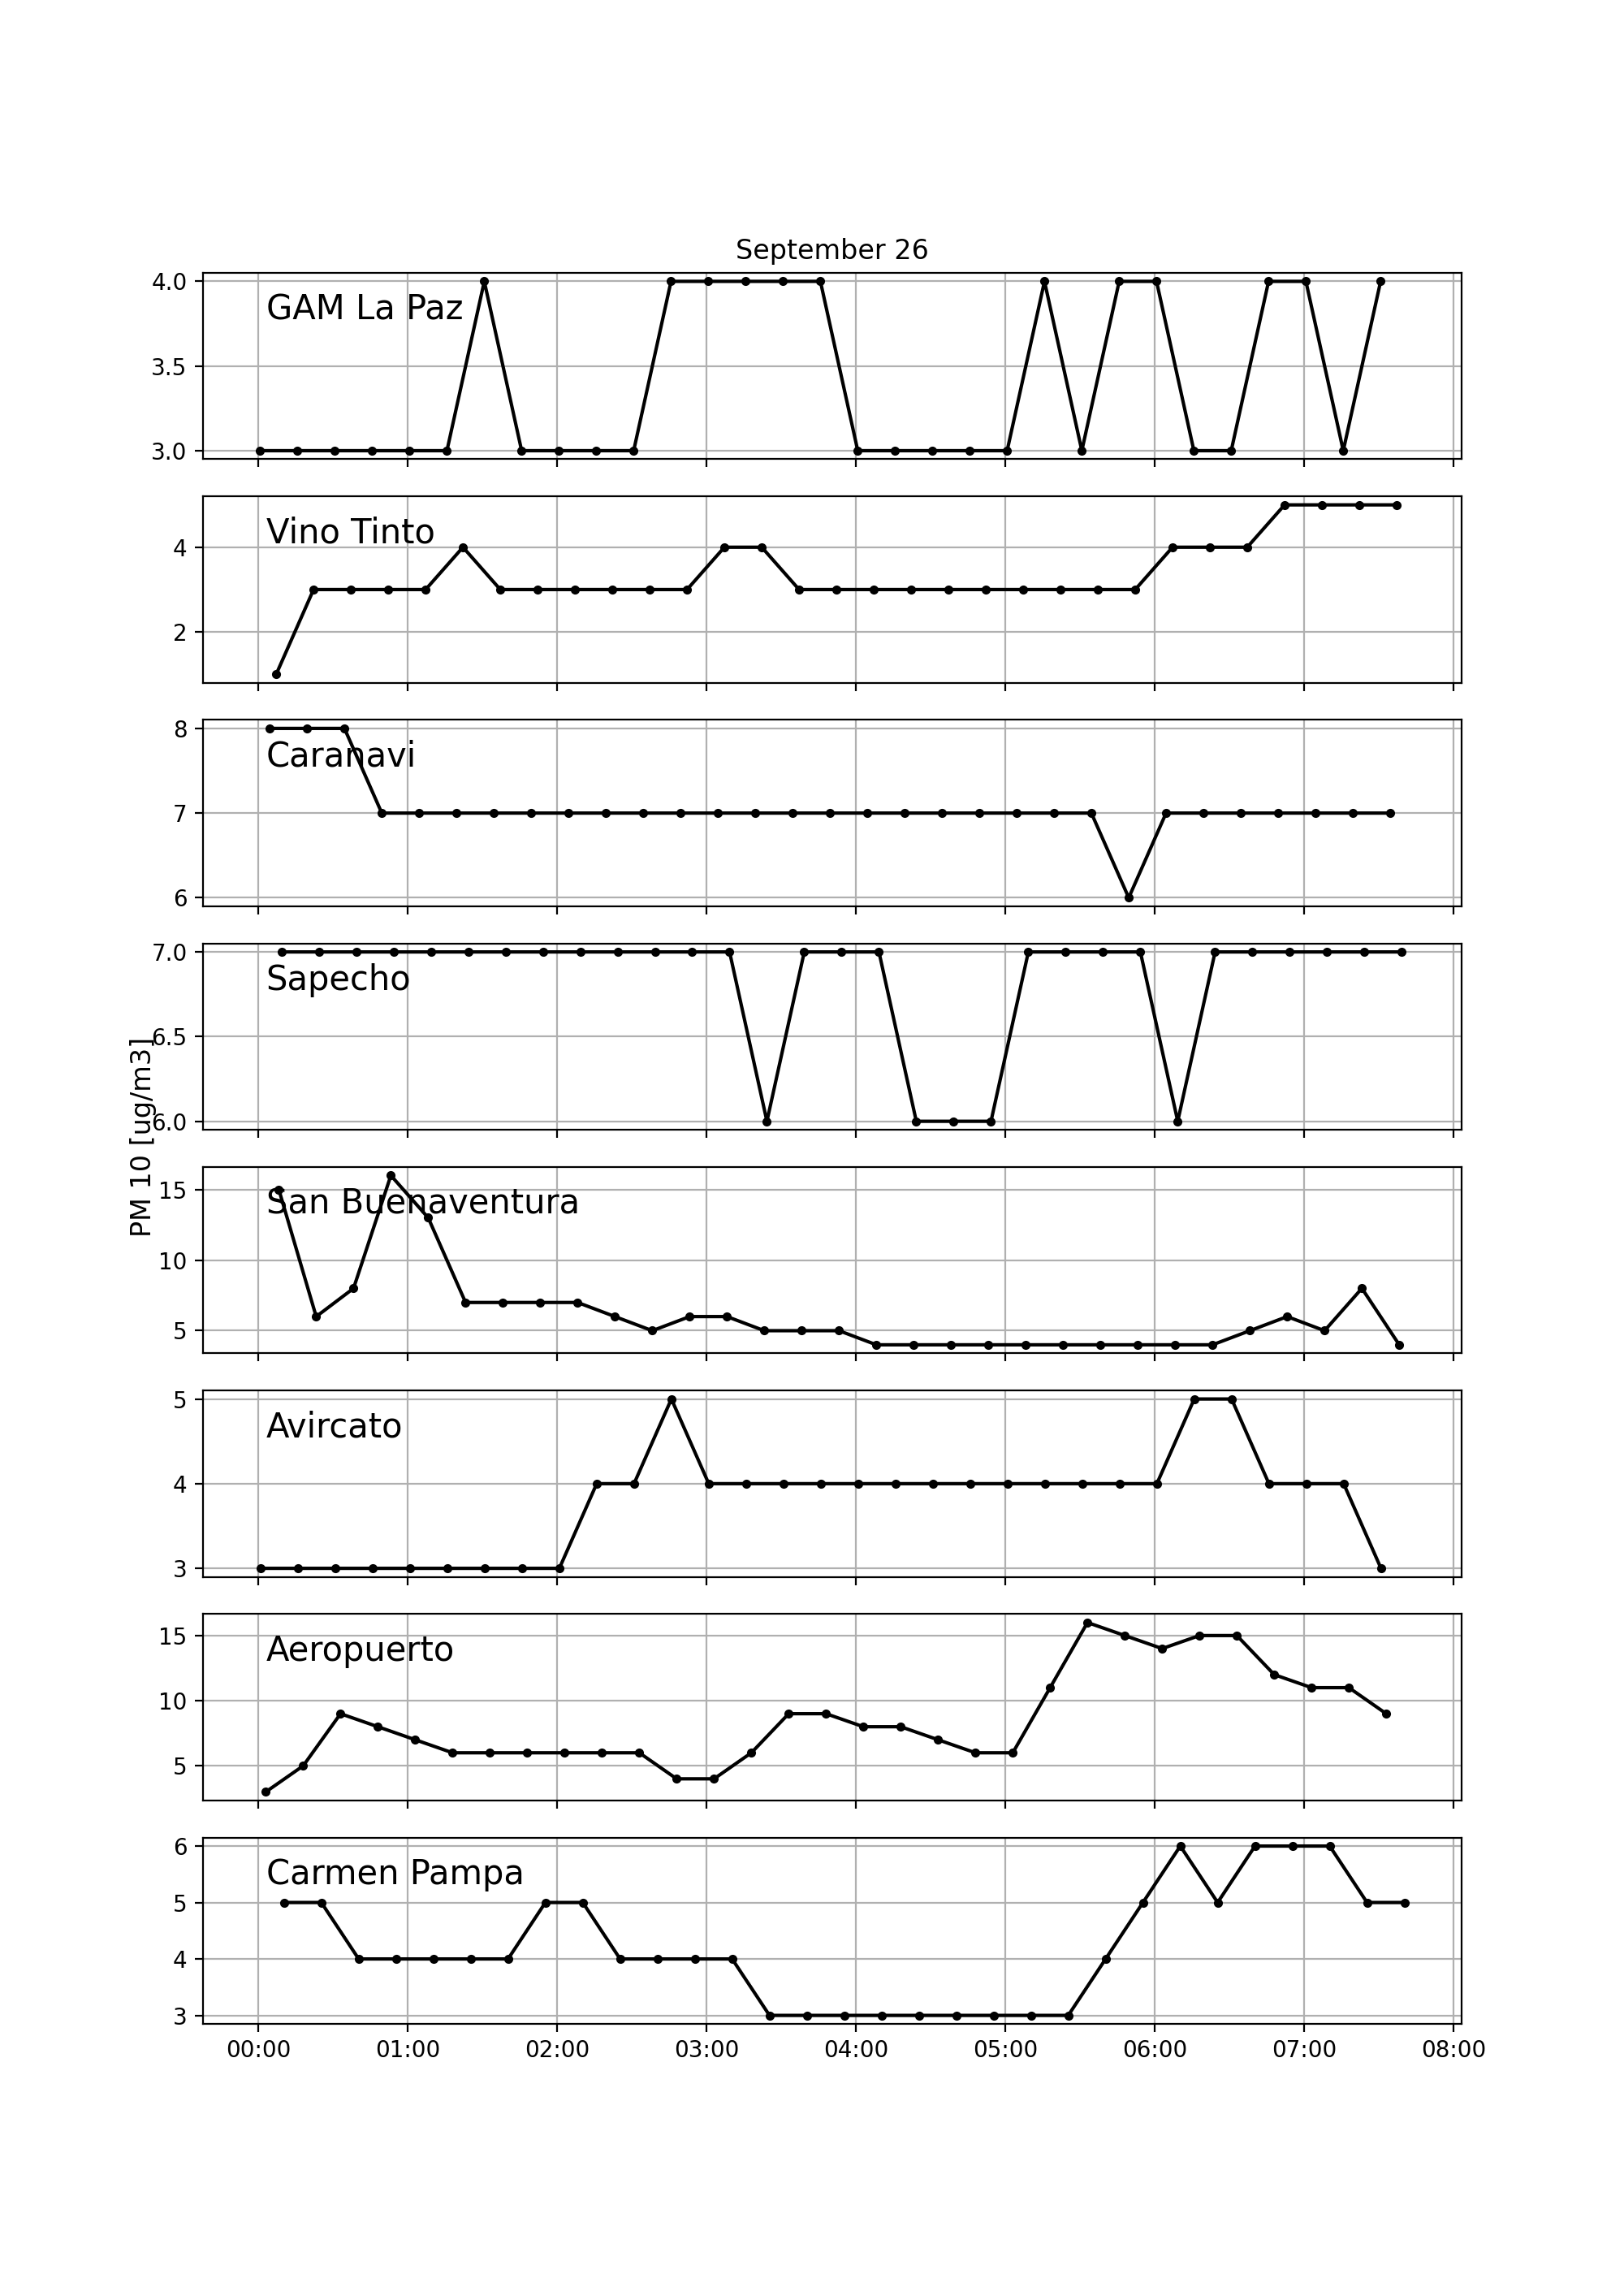 September 26
4.0
GAM La Paz
3.5
3.0
Vino Tinto
4
2
8
Caranavi
7
6
7.0
Sapecho
6.5
6.0
PM 10 [ug/m3]
15
San Buenaventura
10
5
5
Avircato
4
3
15
Aeropuerto
10
5
6
Carmen Pampa
5
4
3
00:00 01:00 02:00 03:00 04:00 05:00 06:00 07:00 08:00